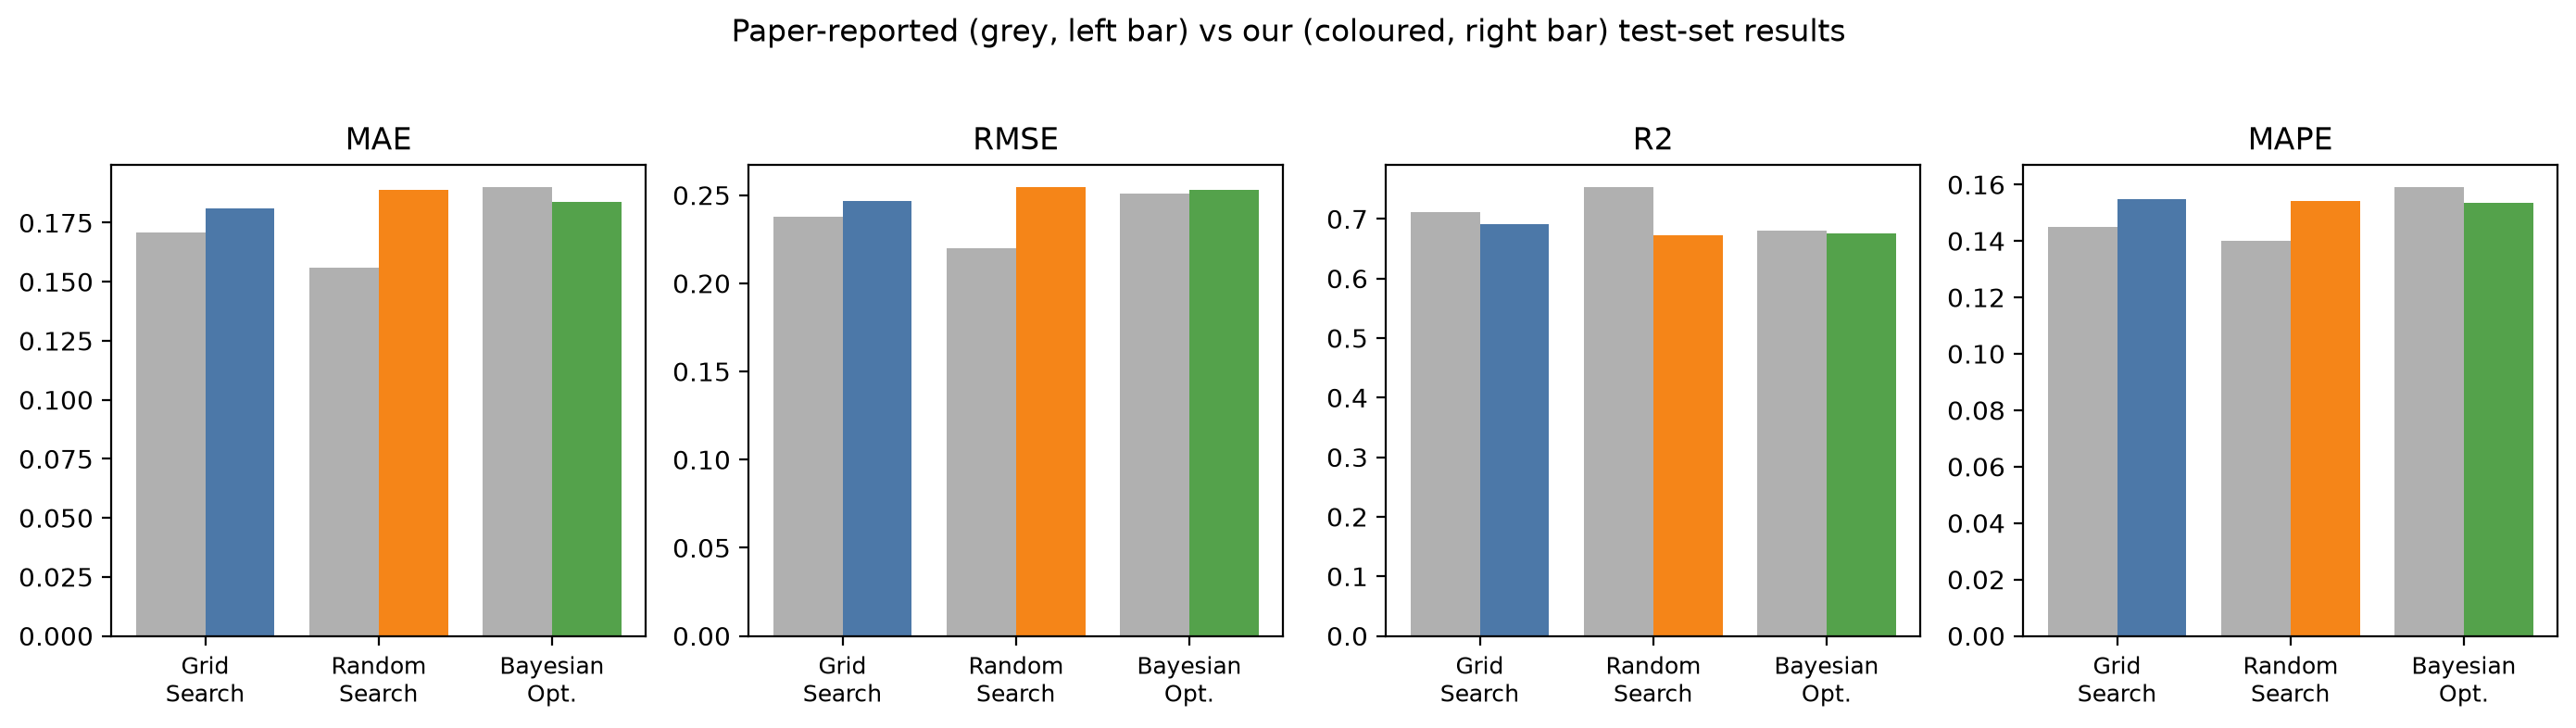 Paper-reported (grey, left bar) vs our (coloured, right bar) test-set results
MAE
0.175
0.150
0.125
0.100
0.075
0.050
0.025
0.000
Grid
Search
Random
Search
Bayesian
Opt.
RMSE
0.25
0.20
0.15
0.10
0.05
0.00
Grid
Search
Random
Search
Bayesian
Opt.
R2
0.7
0.6
0.5
0.4
0.3
0.2
0.1
0.0
Grid
Search
Random
Search
Bayesian
Opt.
MAPE
0.16
0.14
0.12
0.10
0.08
0.06
0.04
0.02
0.00
Grid
Search
Random
Search
Bayesian
Opt.